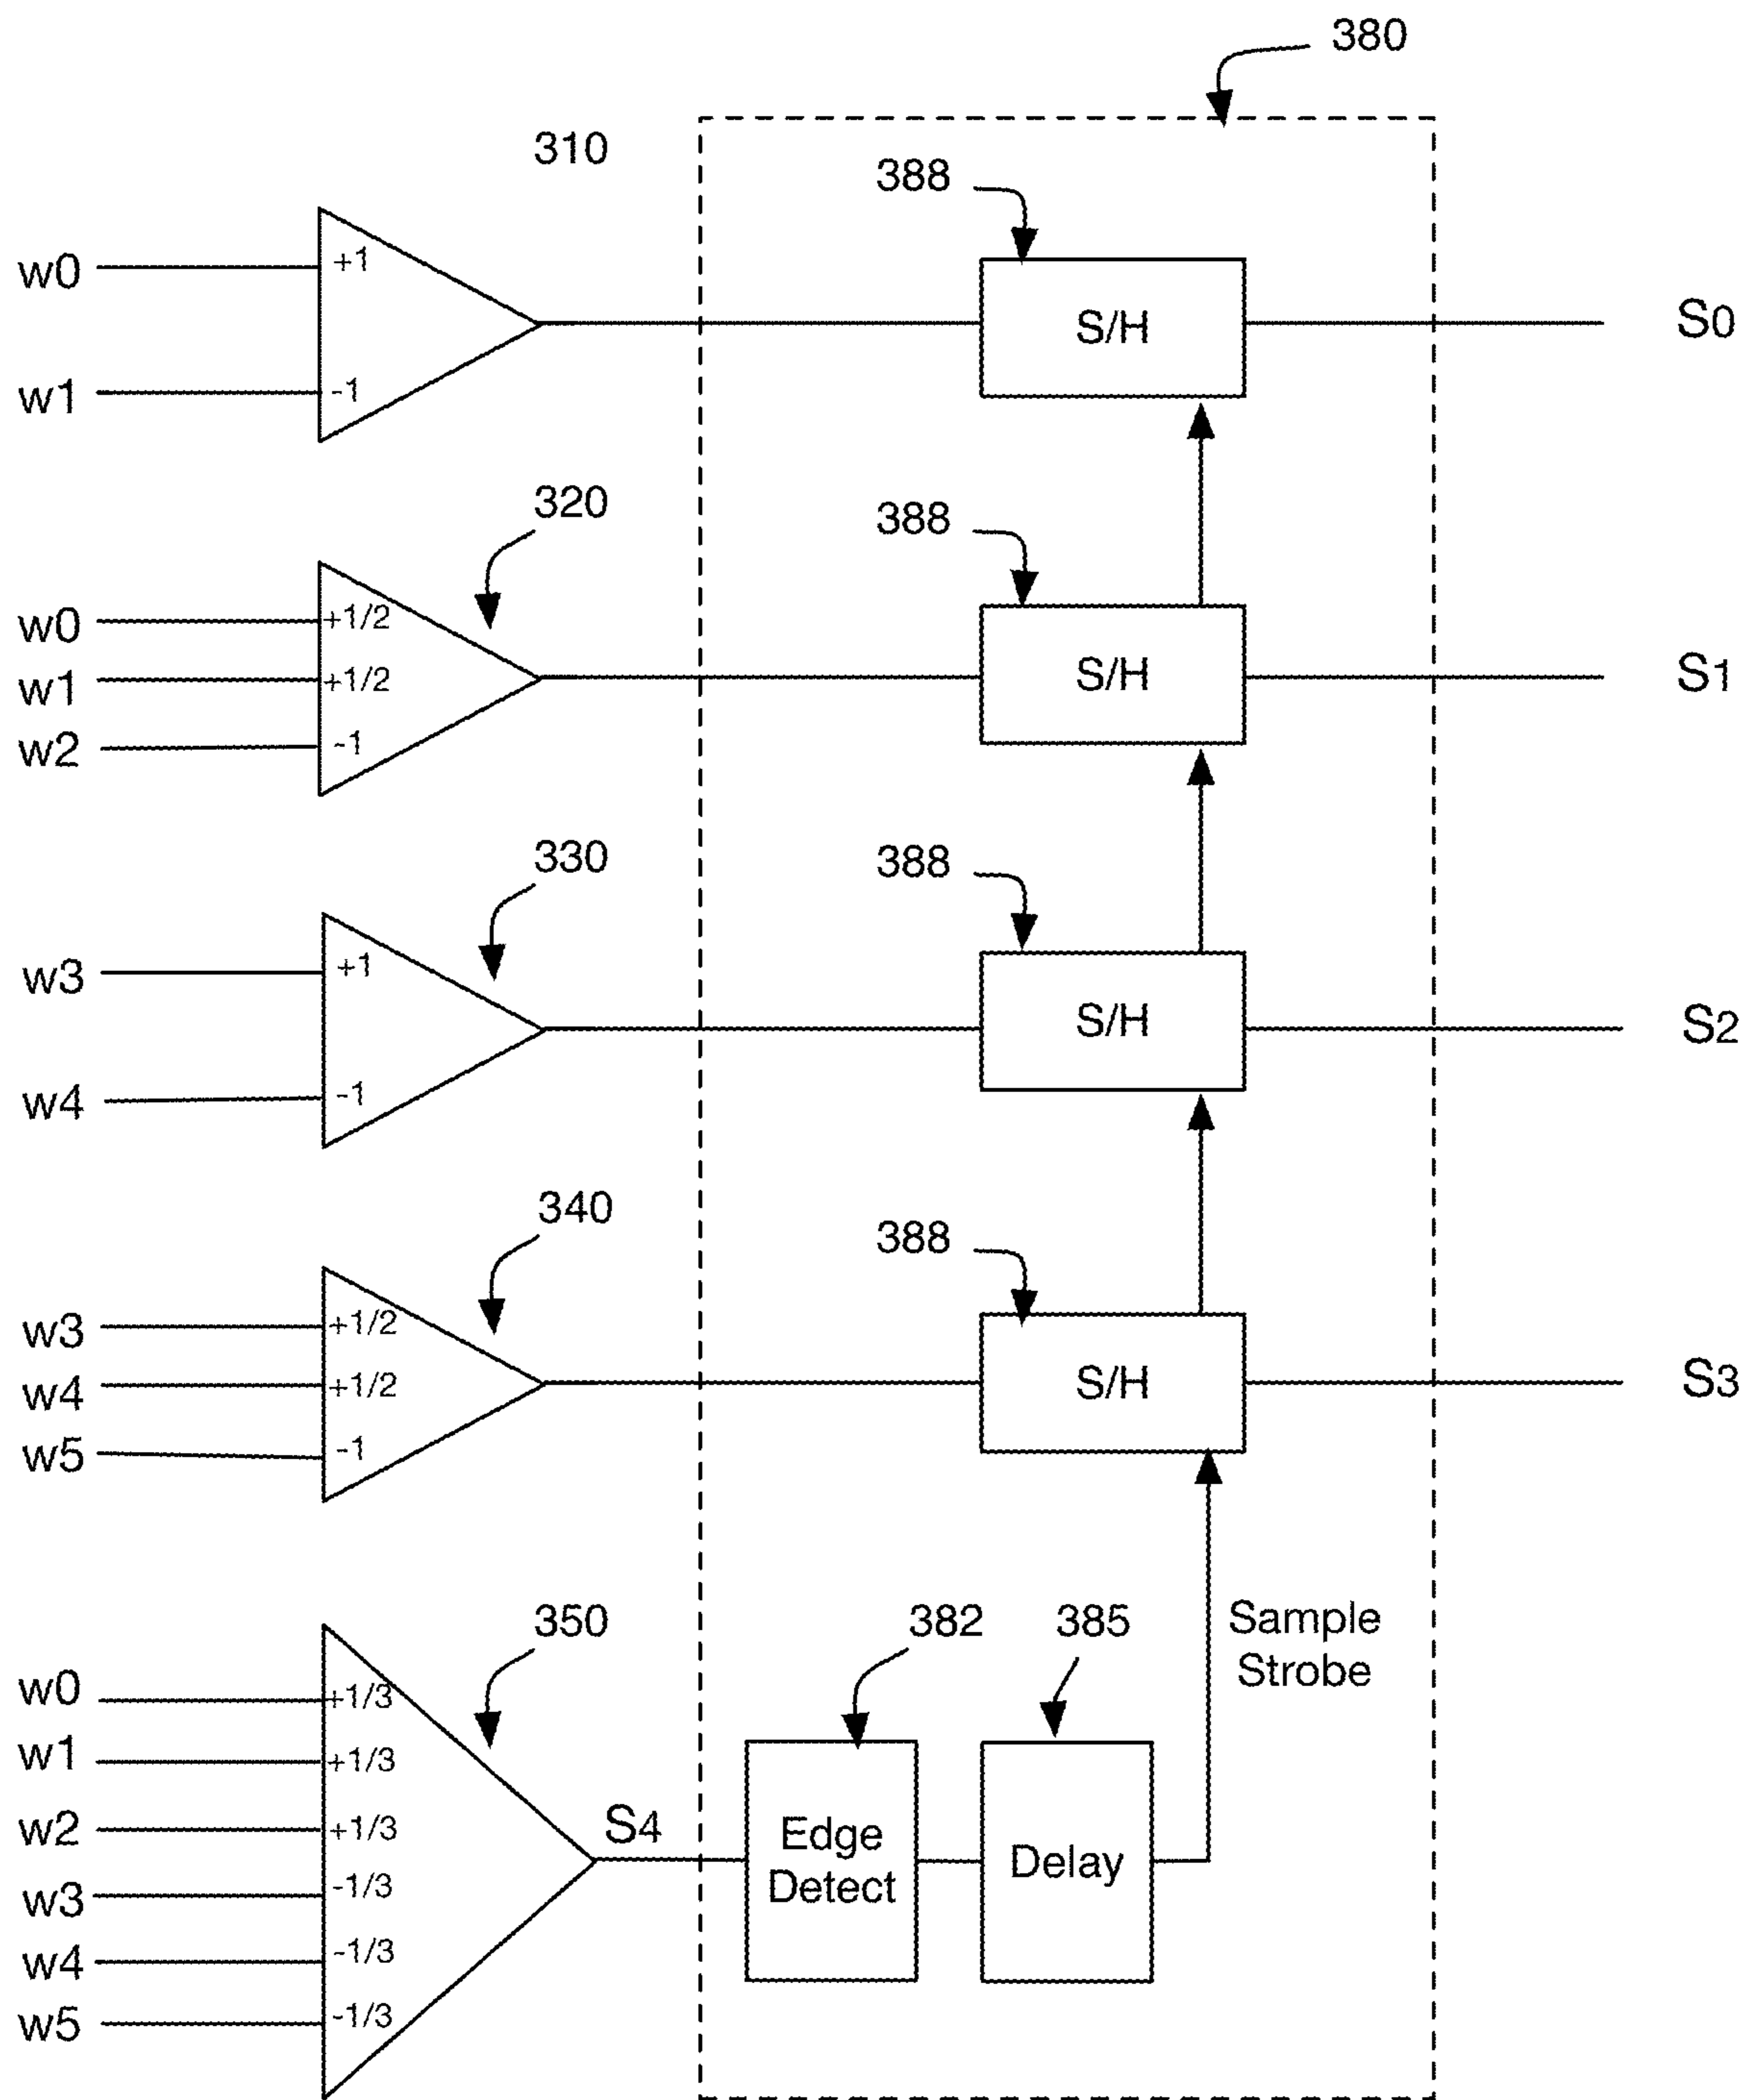 380
310
388
w0
+1
S/H
S0
w1
-1
320
388
w0
+1/2
w1
+1/2
S/H
S1
w2
-1
330
388
w3
+1
S/H
S2
w4
-1
340
388
w3
+1/2
w4
+1/2
S/H
S3
w5
-1
350
382
385
Sample
Strobe
w0
+1/3
w1
+1/3
w2
+1/3
S4
Edge
Detect
Delay
w3
-1/3
w4
-1/3
w5
-1/3